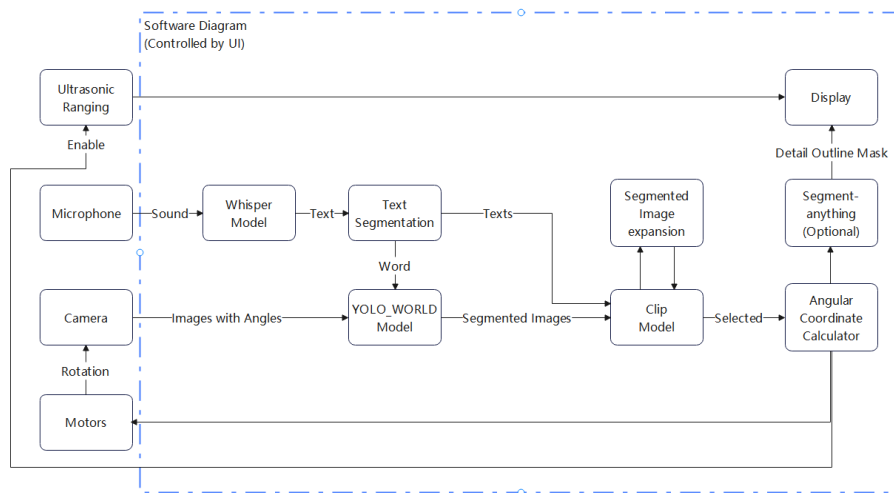 Software Diagram
(Controlled by UI)
Ultrasonic
Ranging
Display
Enable
Detail Outline Mask
Microphone
Sound
Whisper
Model
Text
Text
Segmentation
Texts
Segmented
Image
expansion
Segment-
anything
(Optional)
Word
Camera
Images with Angles
YOLO_WORLD
Model
Segmented Images
Clip
Model
Selected
Angular
Coordinate
Calculator
Rotation
Motors